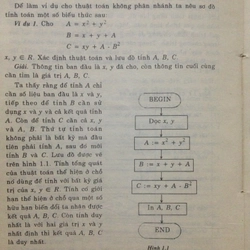 Để làm ví dụ cho thuật toán không phân nhánh ta nêu sơ đồ
tính một số biểu thức sau:
Ví dụ 1. Cho A = x² + y²
B = x + y + A
C = xy + A · B²
x, y ∈ R. Xác định thuật toán và lưu đồ tính A, B, C.
Giải. Thông tin ban đầu là x, y đã cho, còn thông tin cuối cùng
cần tìm là giá trị A, B, C.
Ta thấy rằng để tính A chỉ
cần số liệu ban đầu là x và y,
tiếp theo để tính B cần sử
dụng x và y và cả kết quả tính
A. Còn để tính C cần cả x, y
và A, B. Thứ tự tính toán
không phải là bất kỳ mà đầu
tiên phải tính A, sau đó mới
tính B và C. Lưu đồ được vẽ
trên hình 1.1. Tính tổng quát
của thuật toán thể hiện ở chỗ
nó đúng để tính với bất kỳ giá
trị của x, y ∈ R. Tính có giới
hạn thể hiện ở chỗ qua một số
hữu hạn biến đổi ta nhận được
kết quả A, B, C. Còn tính duy
nhất là với hai giá trị x và y
nhất định thì kết quả A, B, C
là duy nhất.
BEGIN
Đọc x, y
A := x² + y²
B := x + y + A
C := xy + A · B²
In A, B, C
END
Hình 1.1